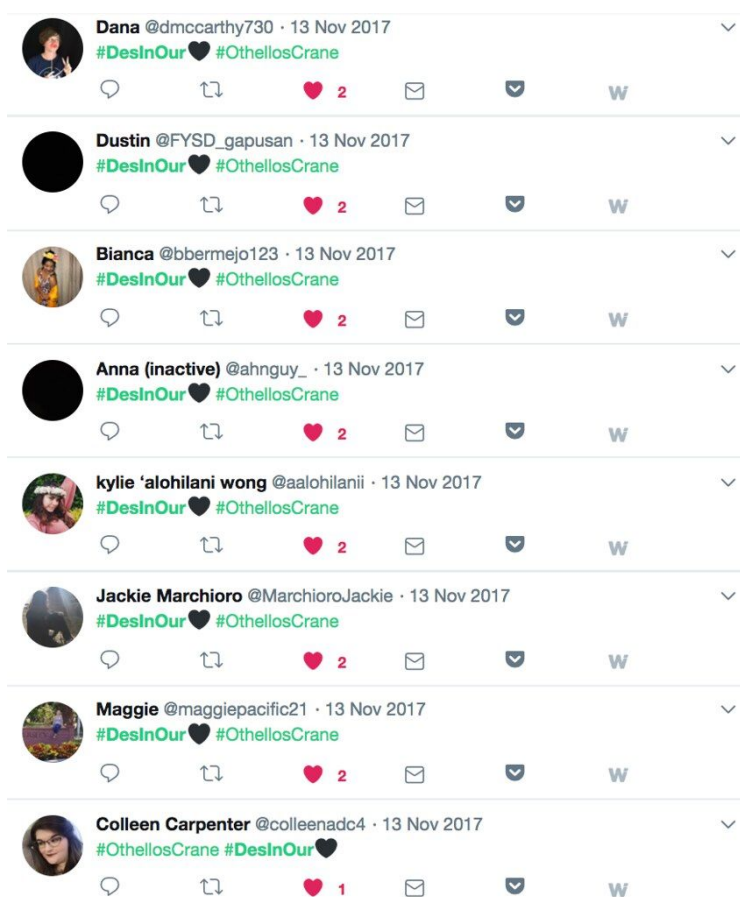 Dana @dmccarthy730 · 13 Nov 2017
#DesInOur🖤 #OthellosCrane
2
Dustin @FYSD_gapusan · 13 Nov 2017
#DesInOur🖤 #OthellosCrane
2
Bianca @bbermejo123 · 13 Nov 2017
#DesInOur🖤 #OthellosCrane
2
Anna (inactive) @ahnguy_ · 13 Nov 2017
#DesInOur🖤 #OthellosCrane
2
kylie ‘alohilani wong @aalohilanii · 13 Nov 2017
#DesInOur🖤 #OthellosCrane
2
Jackie Marchioro @MarchioroJackie · 13 Nov 2017
#DesInOur🖤 #OthellosCrane
2
Maggie @maggiepacific21 · 13 Nov 2017
#DesInOur🖤 #OthellosCrane
2
Colleen Carpenter @colleenadc4 · 13 Nov 2017
#OthellosCrane #DesInOur🖤
1